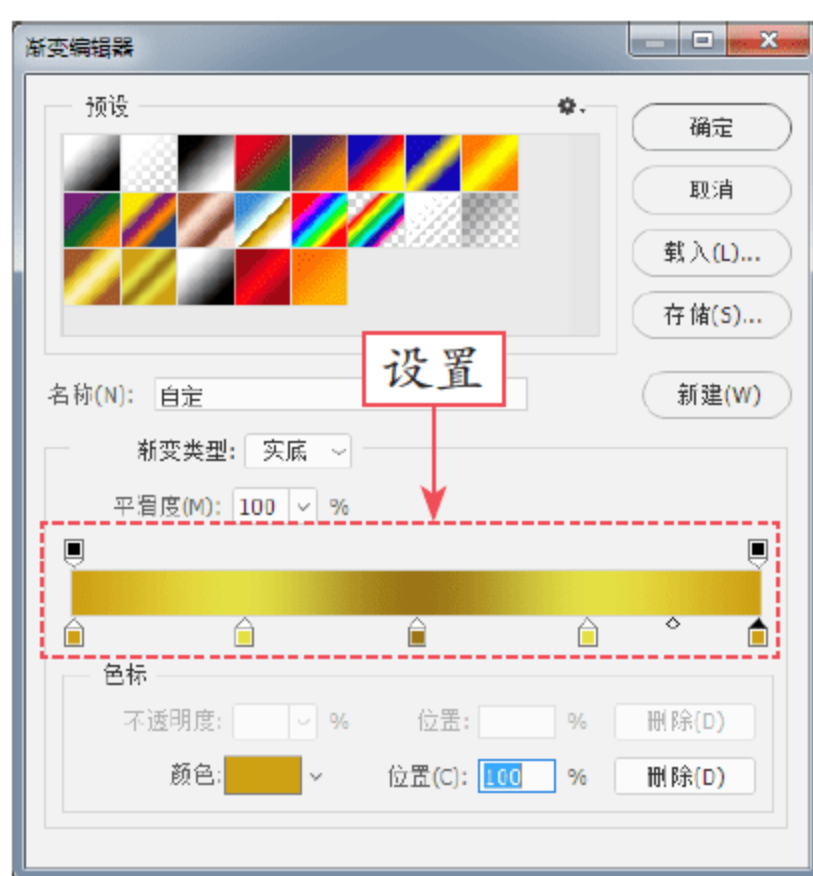 渐变编辑器
预设
确定
取消
载入(L)...
存储(S)...
设置
名称(N): 自定
新建(W)
渐变类型: 实底
平滑度(M): 100 %
色标
不透明度: % 位置: % 删除(D)
颜色: 位置(C): 100 % 删除(D)